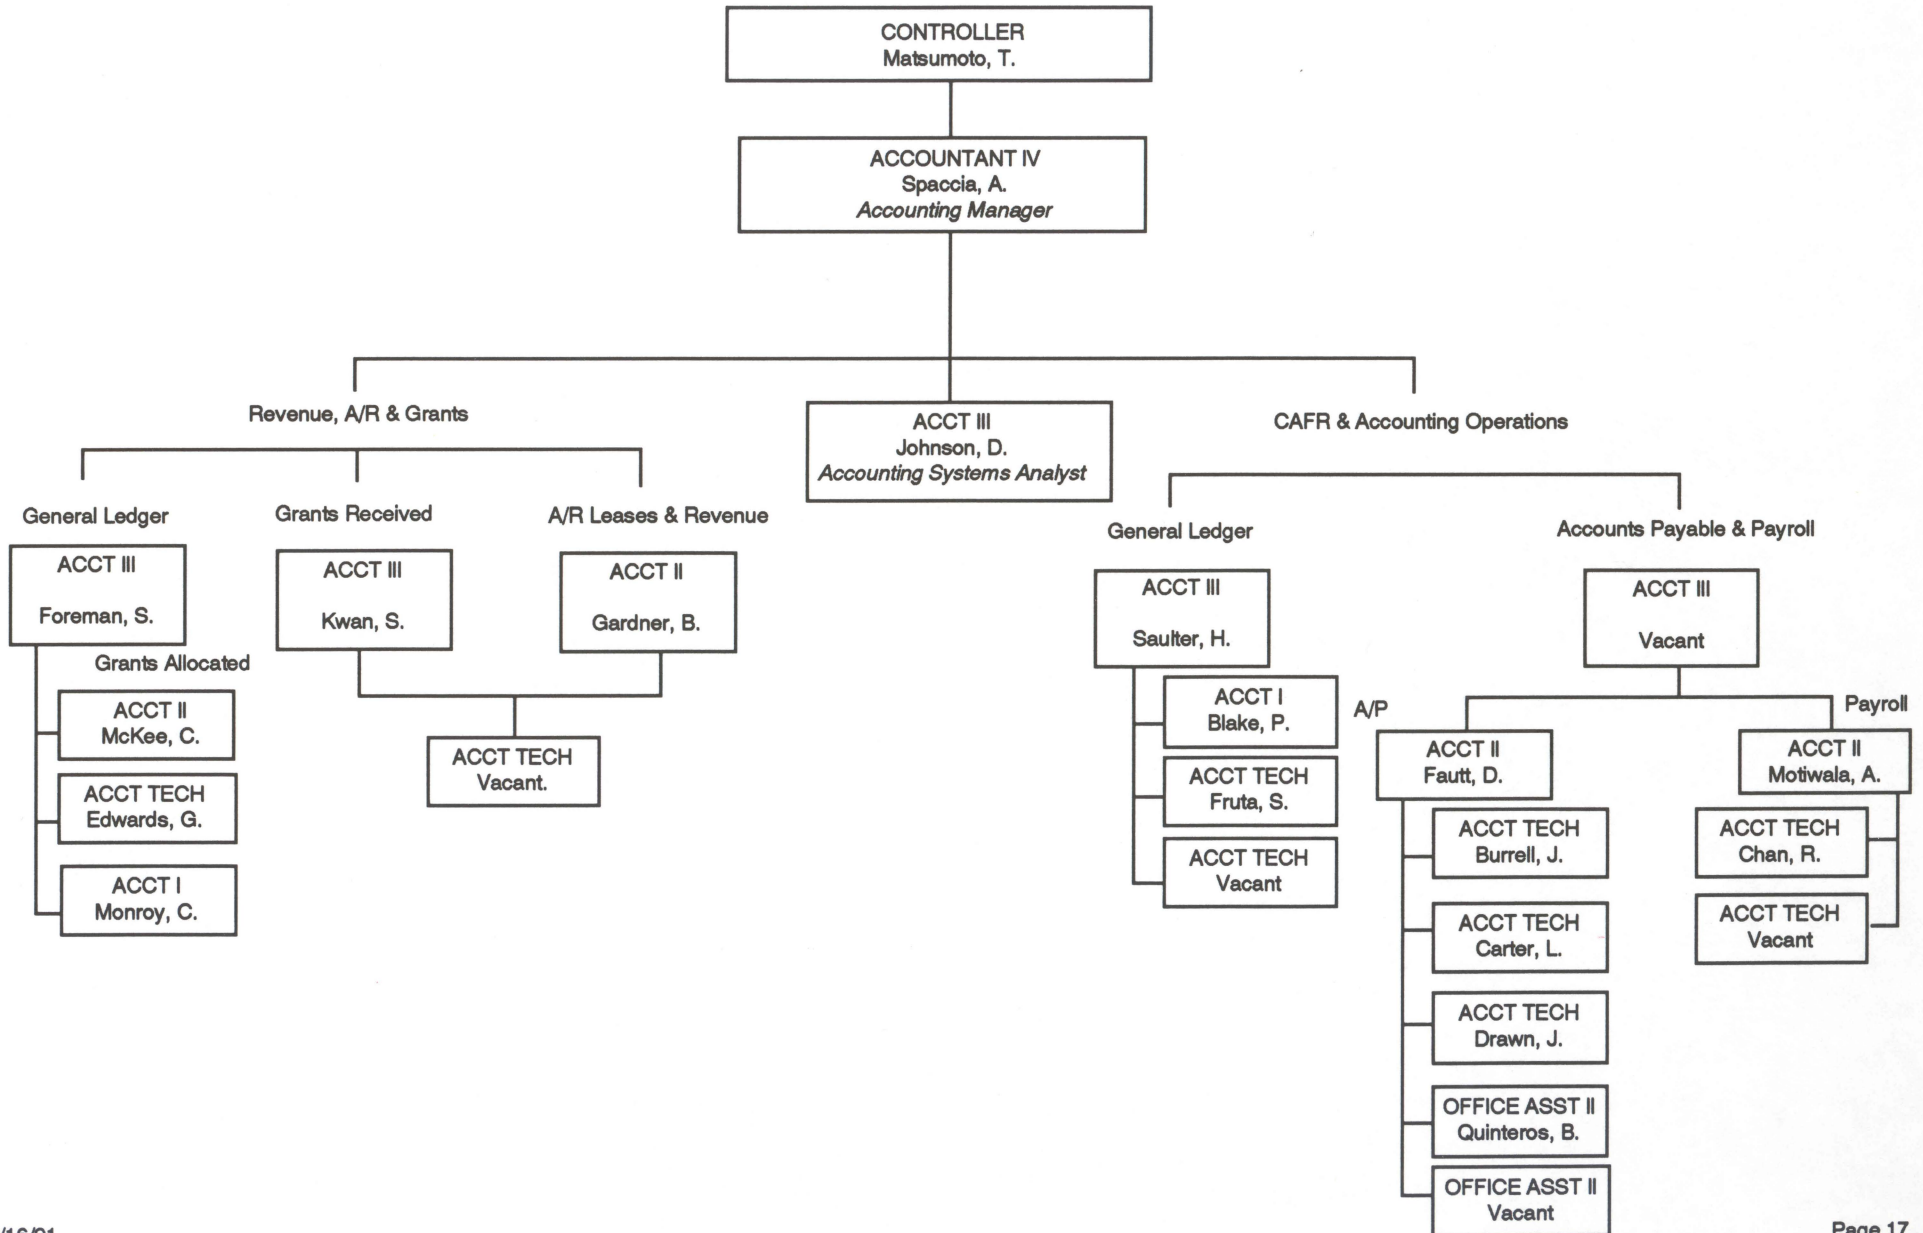 CONTROLLER
Matsumoto, T.
ACCOUNTANT IV
Spaccia, A.
Accounting Manager
Revenue, A/R & Grants
ACCT III
Johnson, D.
Accounting Systems Analyst
CAFR & Accounting Operations
General Ledger
ACCT III
Foreman, S.
Grants Allocated
ACCT II
McKee, C.
ACCT TECH
Edwards, G.
ACCT I
Monroy, C.
Grants Received
ACCT III
Kwan, S.
A/R Leases & Revenue
ACCT II
Gardner, B.
ACCT TECH
Vacant.
General Ledger
ACCT III
Saulter, H.
ACCT I
Blake, P.
ACCT TECH
Fruta, S.
ACCT TECH
Vacant
Accounts Payable & Payroll
ACCT III
Vacant
A/P
ACCT II
Fautt, D.
ACCT TECH
Burrell, J.
ACCT TECH
Carter, L.
ACCT TECH
Drawn, J.
OFFICE ASST II
Quinteros, B.
OFFICE ASST II
Vacant
Payroll
ACCT II
Motiwala, A.
ACCT TECH
Chan, R.
ACCT TECH
Vacant
Page 17